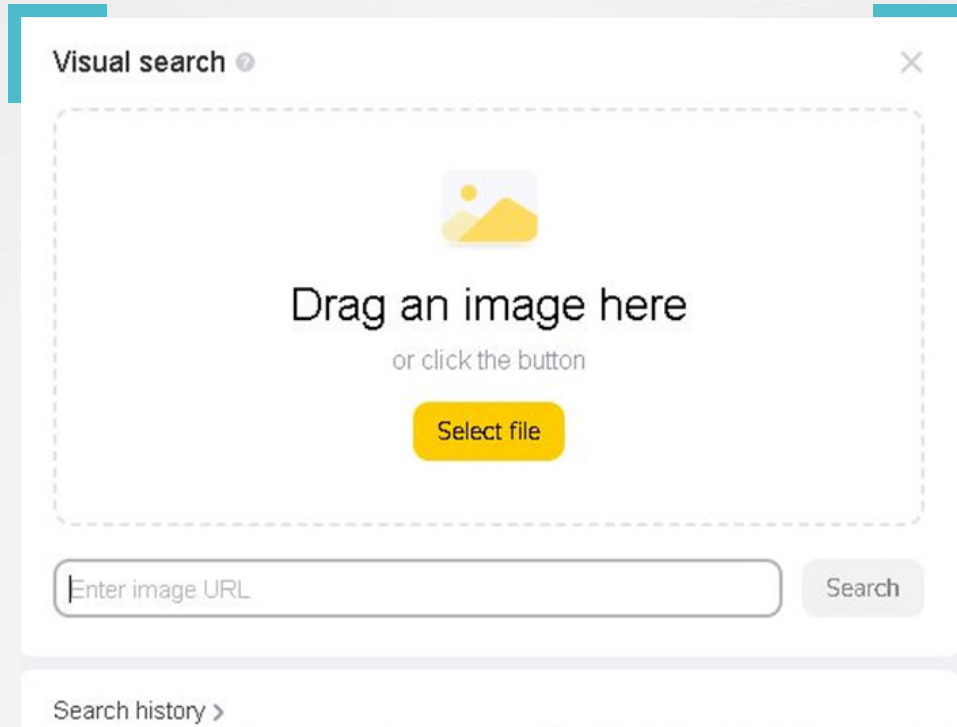 Visual search
Drag an image here
or click the button
Select file
Enter image URL
Search
Search history >